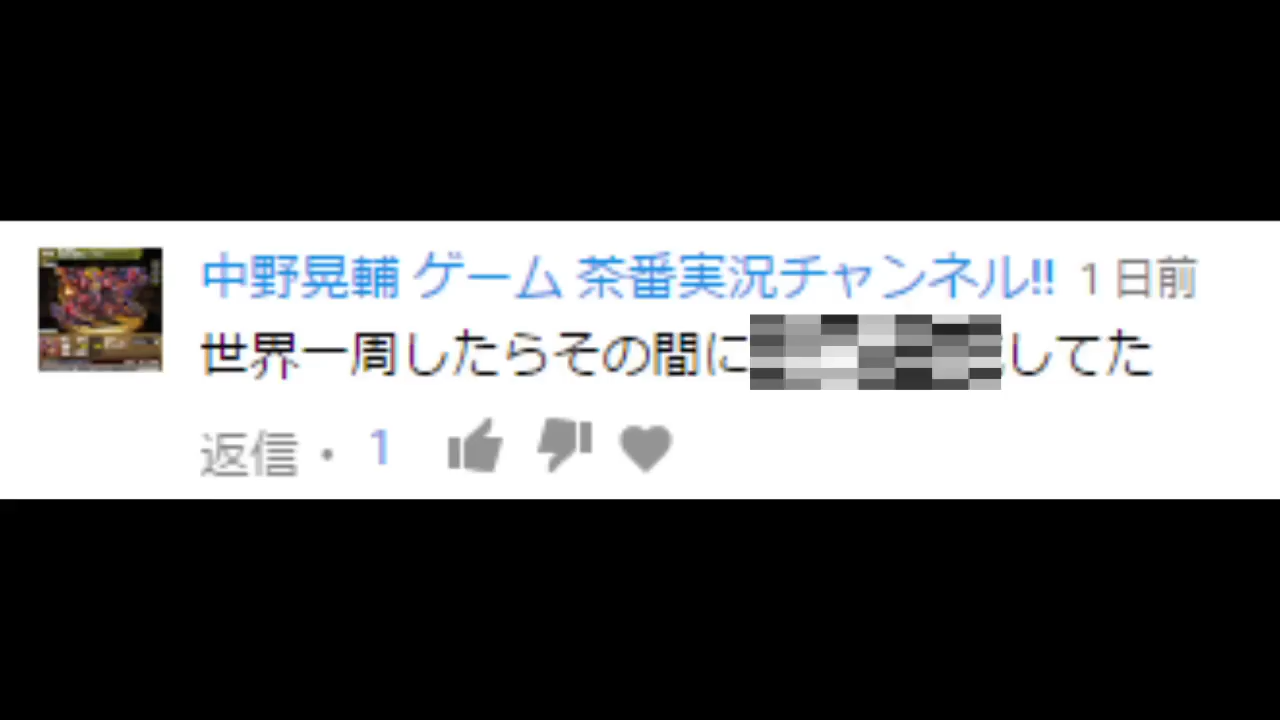 中野晃輔 ゲーム 茶番実況チャンネル!! 1 日前
世界一周したらその間に してた
返信 • 1